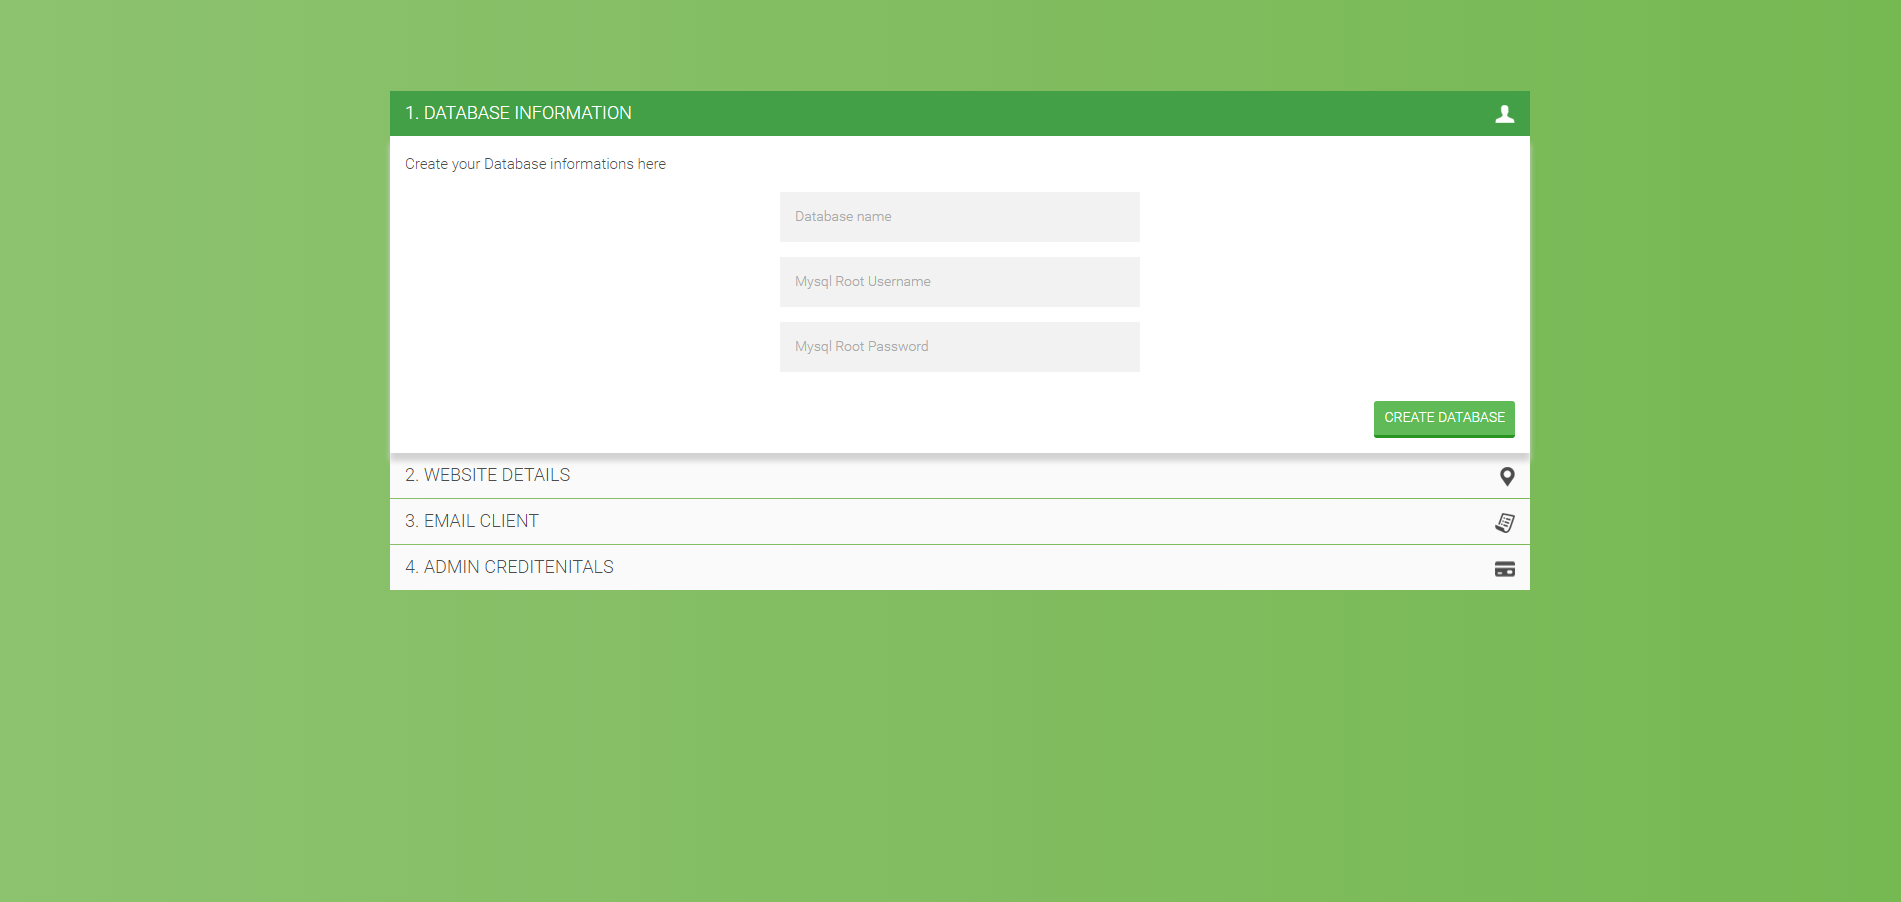 1. DATABASE INFORMATION
Create your Database informations here
Database name
Mysql Root Username
Mysql Root Password
CREATE DATABASE
2. WEBSITE DETAILS
3. EMAIL CLIENT
4. ADMIN CREDITENITALS